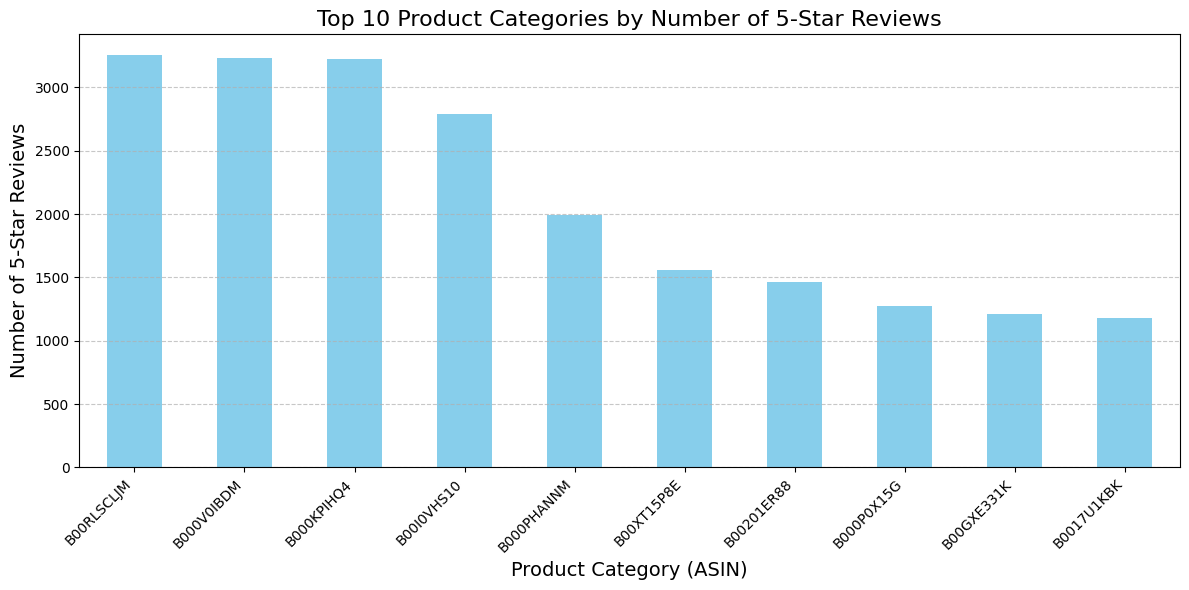 Top 10 Product Categories by Number of 5-Star Reviews
Number of 5-Star Reviews
3000
2500
2000
1500
1000
500
0
B00RLSCLJM
B000V0IBDM
B000KPIHQ4
B00I0VHS10
B000PHANNM
B00XT15P8E
B00201ER88
B000P0X15G
B00GXE331K
B0017U1KBK
Product Category (ASIN)